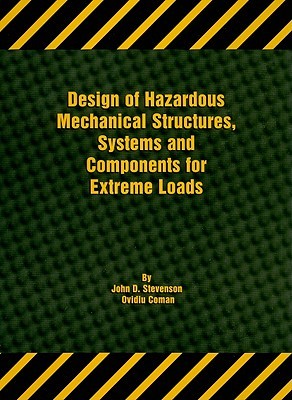 Design of Hazardous
Mechanical Structures,
Systems and
Components for
Extreme Loads
By
John D. Stevenson
Ovidiu Coman